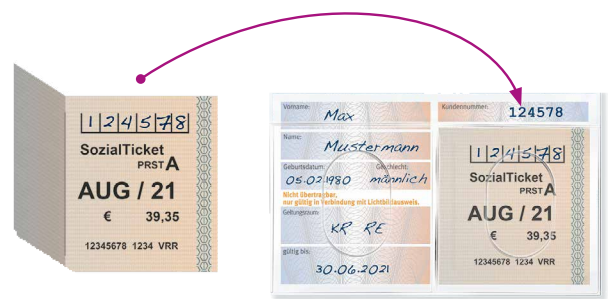 1 2 4 5 7 8
SozialTicket
PRST A
AUG / 21
€ 39,35
12345678 1234 VRR
Vorname:
Max
Name:
Mustermann
Geburtsdatum: Geschlecht:
05.02.1980 männlich
Nicht übertragbar,
nur gültig in Verbindung mit Lichtbildausweis.
Geltungsraum:
KR RE
gültig bis:
30.06.2021
Kundennummer:
124578
1 2 4 5 7 8
SozialTicket
PRST A
AUG / 21
€ 39,35
12345678 1234 VRR